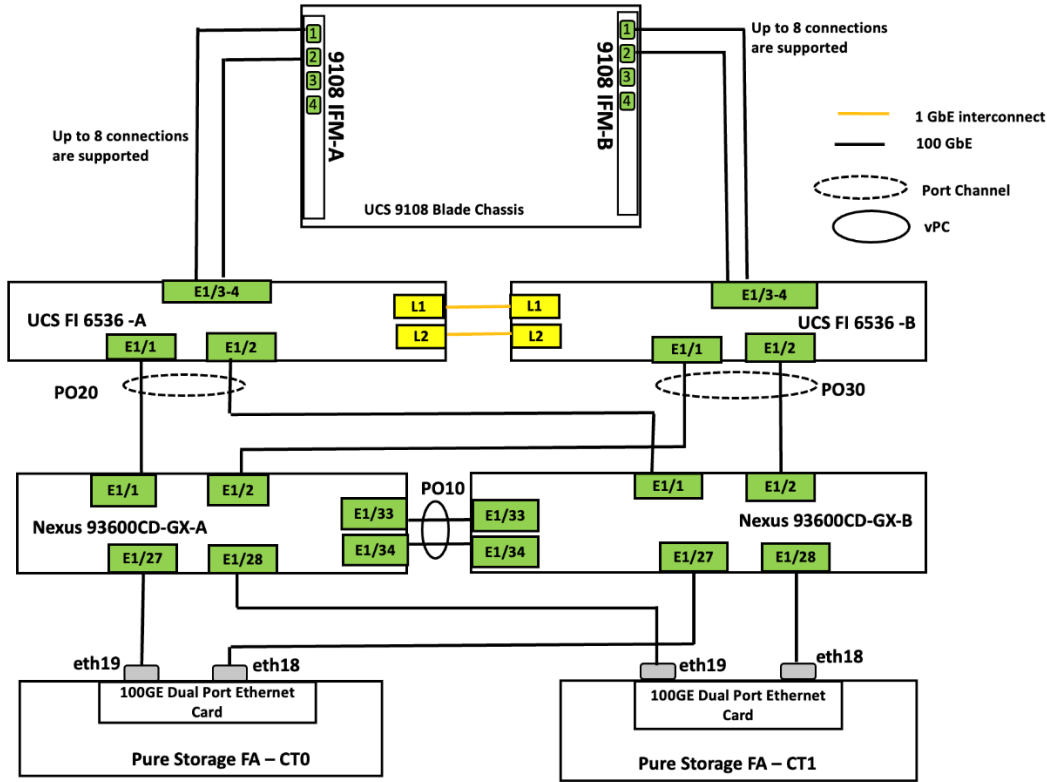 Up to 8 connections
are supported
1
2
3
4
9108 IFM-A
UCS 9108 Blade Chassis
1
2
3
4
9108 IFM-B
Up to 8 connections
are supported
1 GbE interconnect
100 GbE
Port Channel
vPC
E1/3-4
UCS FI 6536 -A
L1
L2
E1/1
E1/2
L1
L2
E1/3-4
UCS FI 6536 -B
E1/1
E1/2
PO20
PO30
E1/1
E1/2
Nexus 93600CD-GX-A
E1/33
E1/34
E1/27
E1/28
PO10
E1/1
E1/2
E1/33
E1/34
Nexus 93600CD-GX-B
E1/27
E1/28
eth19
eth18
100GE Dual Port Ethernet
Card
Pure Storage FA – CT0
eth19
eth18
100GE Dual Port Ethernet
Card
Pure Storage FA – CT1